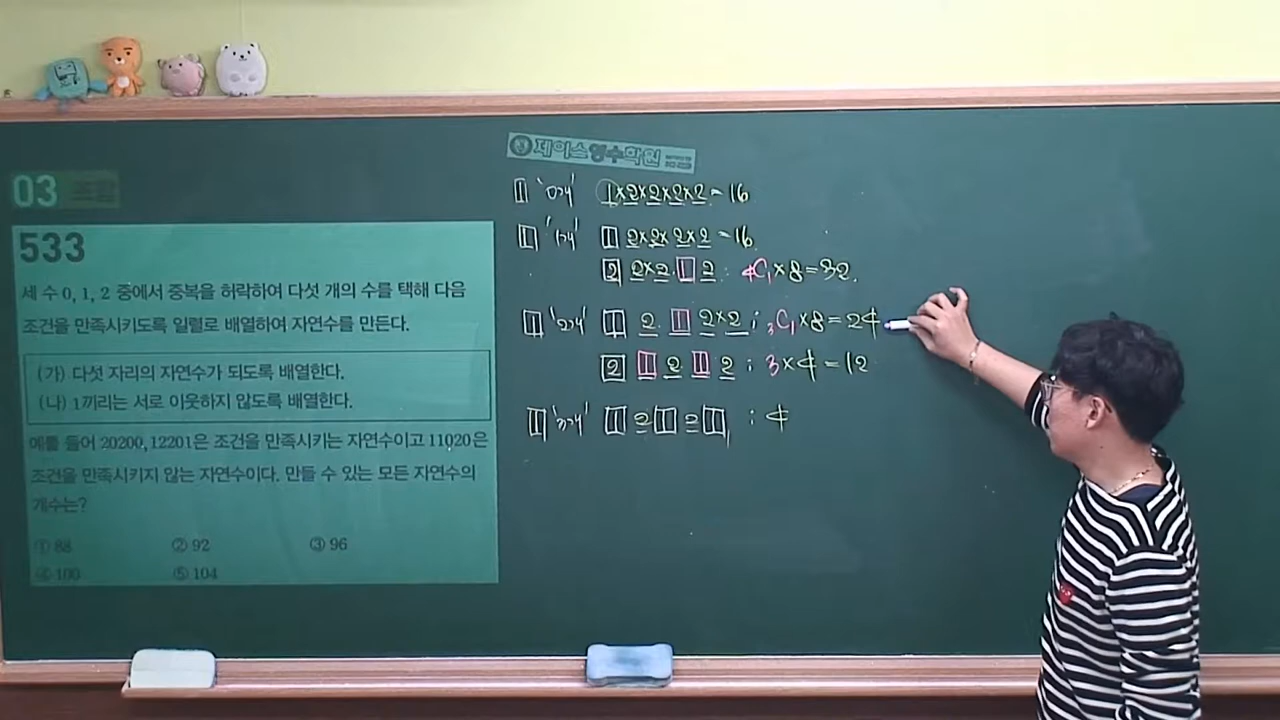 제이스영수학원
03
533
세 수 0, 1, 2 중에서 중복을 허락하여 다섯 개의 수를 택해 다음
조건을 만족시키도록 일렬로 배열하여 자연수를 만든다.
(가) 다섯 자리의 자연수가 되도록 배열한다.
(나) 1끼리는 서로 이웃하지 않도록 배열한다.
예를 들어 20200, 12201은 조건을 만족시키는 자연수이고 11020은
조건을 만족시키지 않는 자연수이다. 만들 수 있는 모든 자연수의
개수는?
① 88 ② 92 ③ 96
④ 100 ⑤ 104
1 '0개' 1×2×2×2×2=16
1 '1개' 1 2×2×2×2=16.
2 2×2.1 2 : ₄C₁×8=32.
1 '2개' 1 2. 1 2×2 ; ₃C₁×8=24
2 1 2 1 2 ; 3×4=12
1 '3개' 1 2 1 2 1, : 4